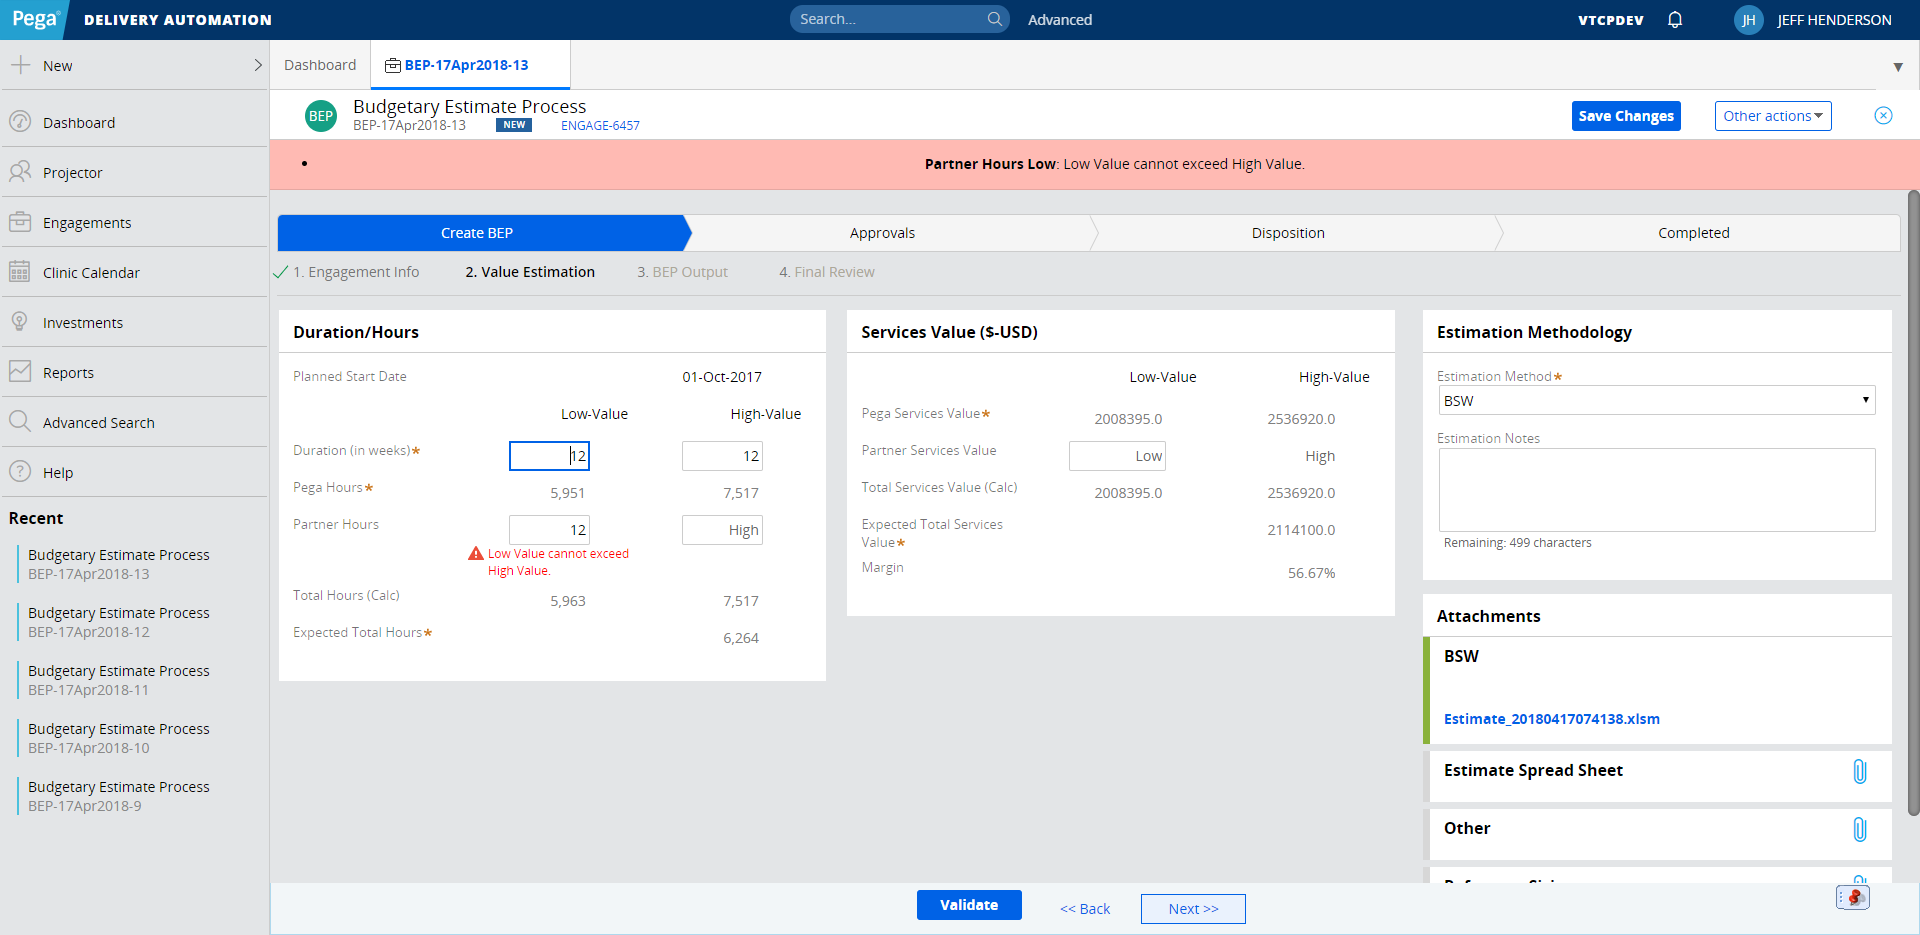 Pega DELIVERY AUTOMATION
Search...
Advanced
VTCPDEV
JH JEFF HENDERSON
New
Dashboard
Projector
Engagements
Clinic Calendar
Investments
Reports
Advanced Search
Help
Recent
Budgetary Estimate Process
BEP-17Apr2018-13
Budgetary Estimate Process
BEP-17Apr2018-12
Budgetary Estimate Process
BEP-17Apr2018-11
Budgetary Estimate Process
BEP-17Apr2018-10
Budgetary Estimate Process
BEP-17Apr2018-9
Dashboard
BEP-17Apr2018-13
BEP
Budgetary Estimate Process
BEP-17Apr2018-13 NEW ENGAGE-6457
Save Changes
Other actions
• Partner Hours Low: Low Value cannot exceed High Value.
Create BEP
Approvals
Disposition
Completed
1. Engagement Info
2. Value Estimation
3. BEP Output
4. Final Review
Duration/Hours
Planned Start Date 01-Oct-2017
Low-Value High-Value
Duration (in weeks)* 12 12
Pega Hours* 5,951 7,517
Partner Hours 12 High
Low Value cannot exceed
High Value.
Total Hours (Calc) 5,963 7,517
Expected Total Hours* 6,264
Services Value ($-USD)
Low-Value High-Value
Pega Services Value* 2008395.0 2536920.0
Partner Services Value Low High
Total Services Value (Calc) 2008395.0 2536920.0
Expected Total Services
Value* 2114100.0
Margin 56.67%
Estimation Methodology
Estimation Method*
BSW
Estimation Notes
Remaining: 499 characters
Attachments
BSW
Estimate_20180417074138.xlsm
Estimate Spread Sheet
Other
Validate
<< Back
Next >>